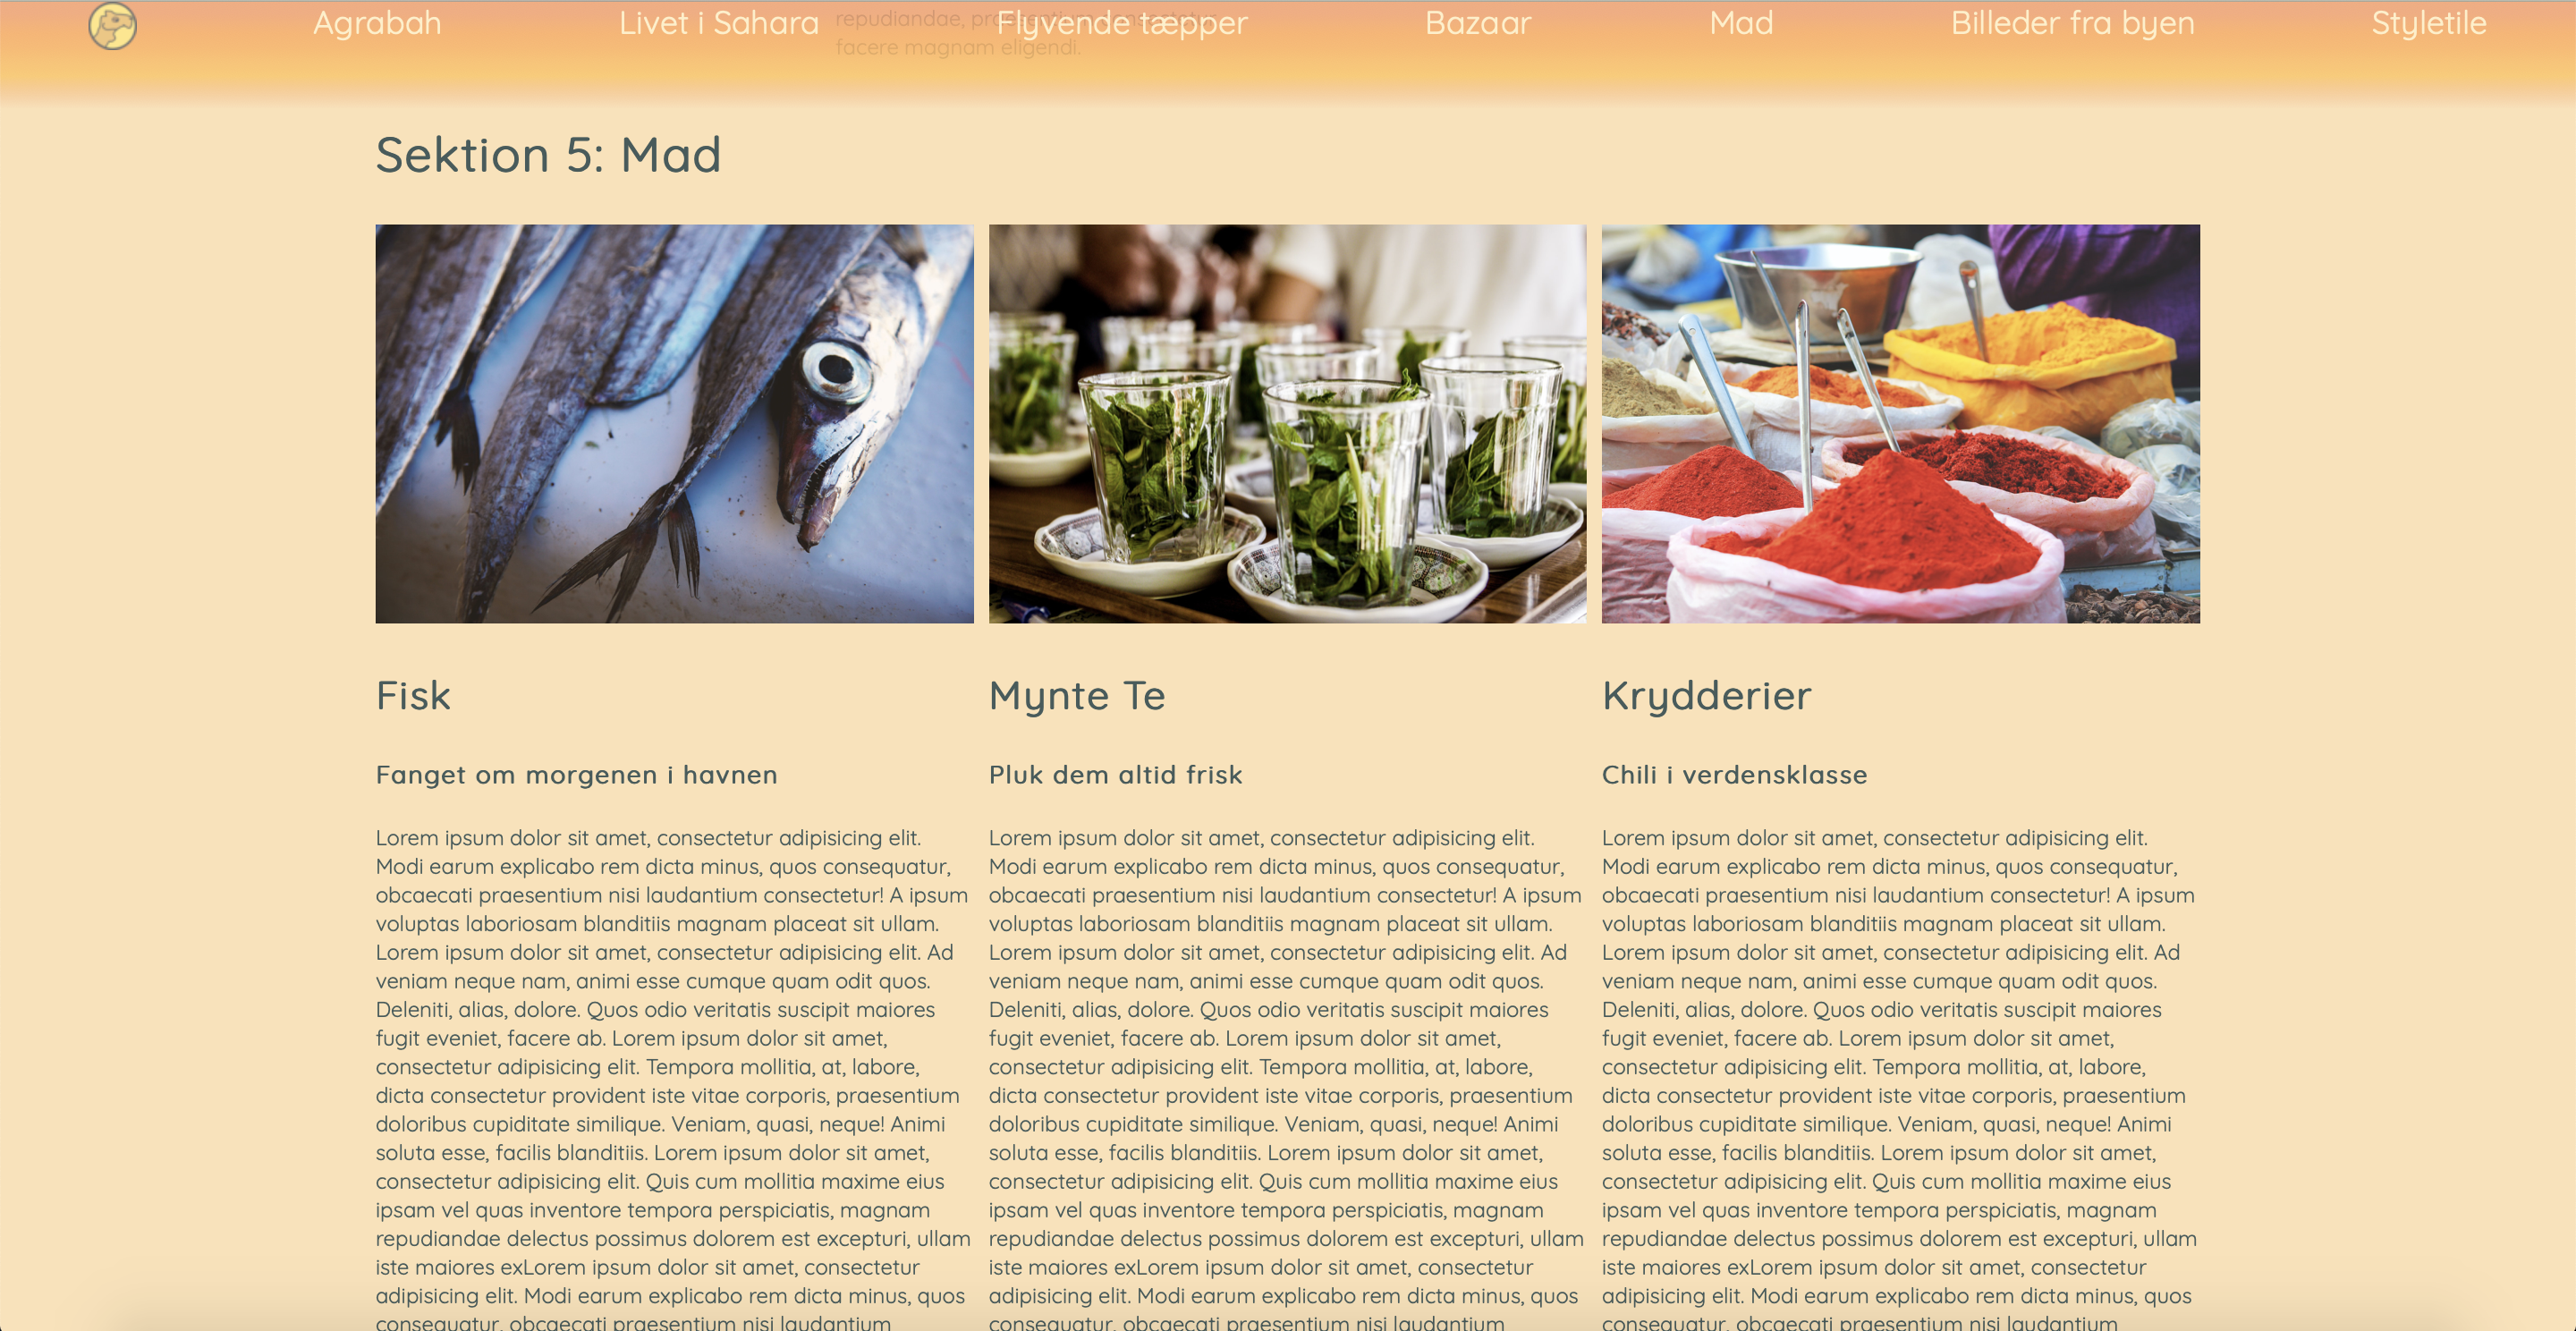 Agrabah
Livet i Sahara
Flyvende tæpper
Bazaar
Mad
Billeder fra byen
Styletile
repudiandae, praesentium consectetur
facere magnam eligendi.
Sektion 5: Mad
Fisk
Fanget om morgenen i havnen
Lorem ipsum dolor sit amet, consectetur adipisicing elit.
Modi earum explicabo rem dicta minus, quos consequatur,
obcaecati praesentium nisi laudantium consectetur! A ipsum
voluptas laboriosam blanditiis magnam placeat sit ullam.
Lorem ipsum dolor sit amet, consectetur adipisicing elit. Ad
veniam neque nam, animi esse cumque quam odit quos.
Deleniti, alias, dolore. Quos odio veritatis suscipit maiores
fugit eveniet, facere ab. Lorem ipsum dolor sit amet,
consectetur adipisicing elit. Tempora mollitia, at, labore,
dicta consectetur provident iste vitae corporis, praesentium
doloribus cupiditate similique. Veniam, quasi, neque! Animi
soluta esse, facilis blanditiis. Lorem ipsum dolor sit amet,
consectetur adipisicing elit. Quis cum mollitia maxime eius
ipsam vel quas inventore tempora perspiciatis, magnam
repudiandae delectus possimus dolorem est excepturi, ullam
iste maiores exLorem ipsum dolor sit amet, consectetur
adipisicing elit. Modi earum explicabo rem dicta minus, quos
consequatur, obcaecati praesentium nisi laudantium
Mynte Te
Pluk dem altid frisk
Lorem ipsum dolor sit amet, consectetur adipisicing elit.
Modi earum explicabo rem dicta minus, quos consequatur,
obcaecati praesentium nisi laudantium consectetur! A ipsum
voluptas laboriosam blanditiis magnam placeat sit ullam.
Lorem ipsum dolor sit amet, consectetur adipisicing elit. Ad
veniam neque nam, animi esse cumque quam odit quos.
Deleniti, alias, dolore. Quos odio veritatis suscipit maiores
fugit eveniet, facere ab. Lorem ipsum dolor sit amet,
consectetur adipisicing elit. Tempora mollitia, at, labore,
dicta consectetur provident iste vitae corporis, praesentium
doloribus cupiditate similique. Veniam, quasi, neque! Animi
soluta esse, facilis blanditiis. Lorem ipsum dolor sit amet,
consectetur adipisicing elit. Quis cum mollitia maxime eius
ipsam vel quas inventore tempora perspiciatis, magnam
repudiandae delectus possimus dolorem est excepturi, ullam
iste maiores exLorem ipsum dolor sit amet, consectetur
adipisicing elit. Modi earum explicabo rem dicta minus, quos
consequatur, obcaecati praesentium nisi laudantium
Krydderier
Chili i verdensklasse
Lorem ipsum dolor sit amet, consectetur adipisicing elit.
Modi earum explicabo rem dicta minus, quos consequatur,
obcaecati praesentium nisi laudantium consectetur! A ipsum
voluptas laboriosam blanditiis magnam placeat sit ullam.
Lorem ipsum dolor sit amet, consectetur adipisicing elit. Ad
veniam neque nam, animi esse cumque quam odit quos.
Deleniti, alias, dolore. Quos odio veritatis suscipit maiores
fugit eveniet, facere ab. Lorem ipsum dolor sit amet,
consectetur adipisicing elit. Tempora mollitia, at, labore,
dicta consectetur provident iste vitae corporis, praesentium
doloribus cupiditate similique. Veniam, quasi, neque! Animi
soluta esse, facilis blanditiis. Lorem ipsum dolor sit amet,
consectetur adipisicing elit. Quis cum mollitia maxime eius
ipsam vel quas inventore tempora perspiciatis, magnam
repudiandae delectus possimus dolorem est excepturi, ullam
iste maiores exLorem ipsum dolor sit amet, consectetur
adipisicing elit. Modi earum explicabo rem dicta minus, quos
consequatur, obcaecati praesentium nisi laudantium